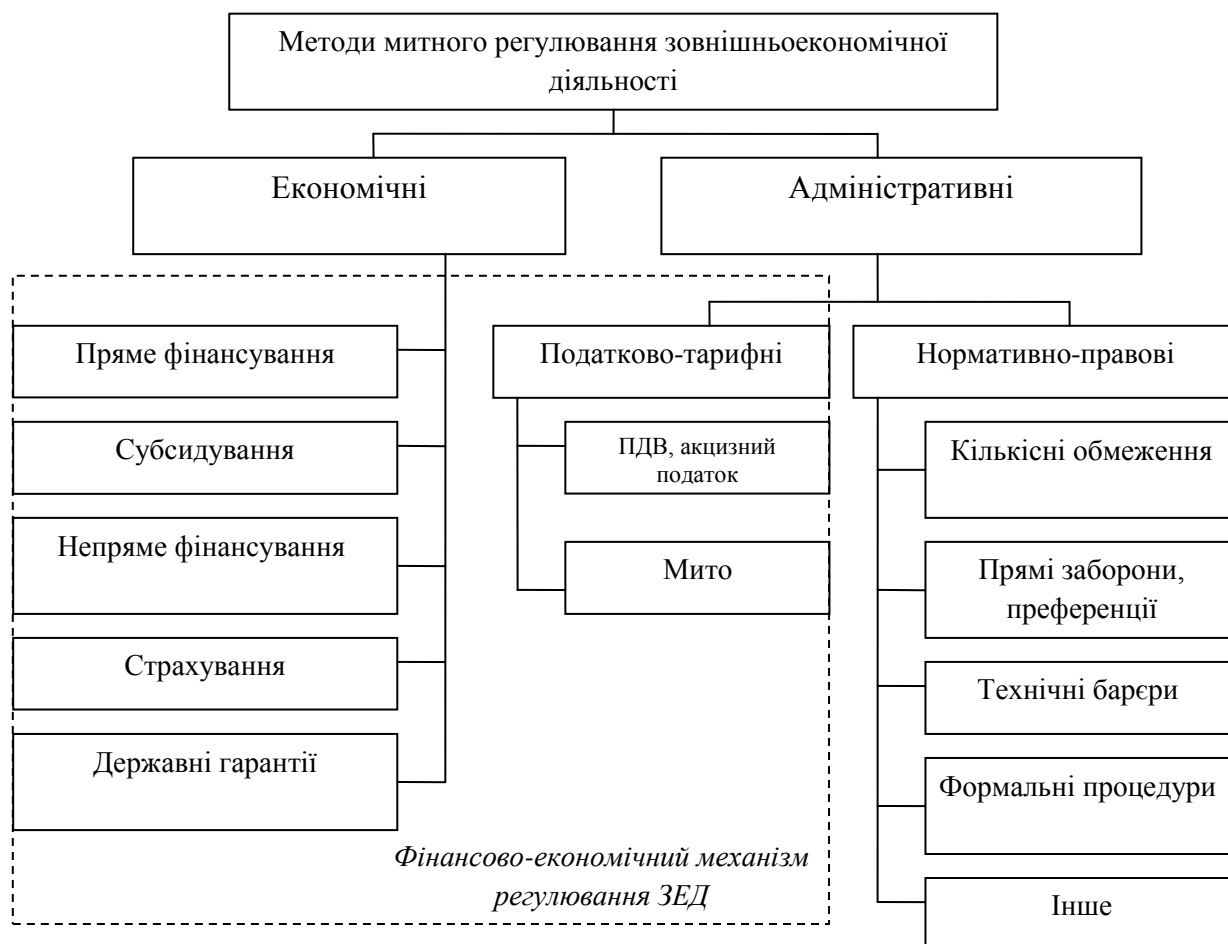 Методи митного регулювання зовнішньоекономічної
діяльності
Економічні
Адміністративні
Пряме фінансування
Субсидування
Непряме фінансування
Страхування
Державні гарантії
Податково-тарифні
ПДВ, акцизний
податок
Мито
Нормативно-правові
Кількісні обмеження
Прямі заборони,
преференції
Технічні барєри
Формальні процедури
Інше
Фінансово-економічний механізм
регулювання ЗЕД